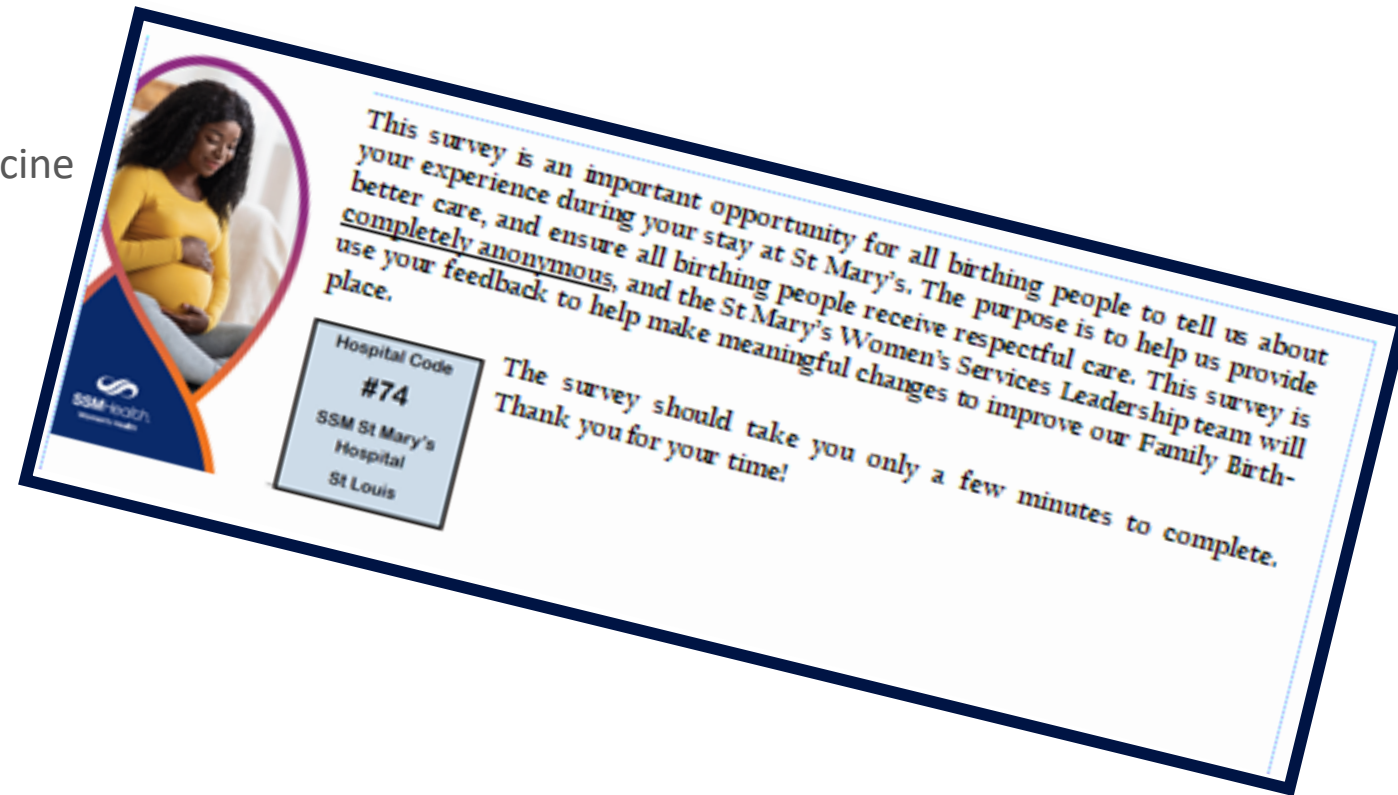 cine
This survey is an important opportunity for all birthing people to tell us about
your experience during your stay at St Mary's. The purpose is to help us provide
better care, and ensure all birthing people receive respectful care. This survey is
completely anonymous, and the St Mary's Women's Services Leadership team will
use your feedback to help make meaningful changes to improve our Family Birth-
place.
Hospital Code
#74
SSM St Mary's
Hospital
St Louis
The survey should take you only a few minutes to complete.
Thank you for your time!
SSMHealth
Women's Health